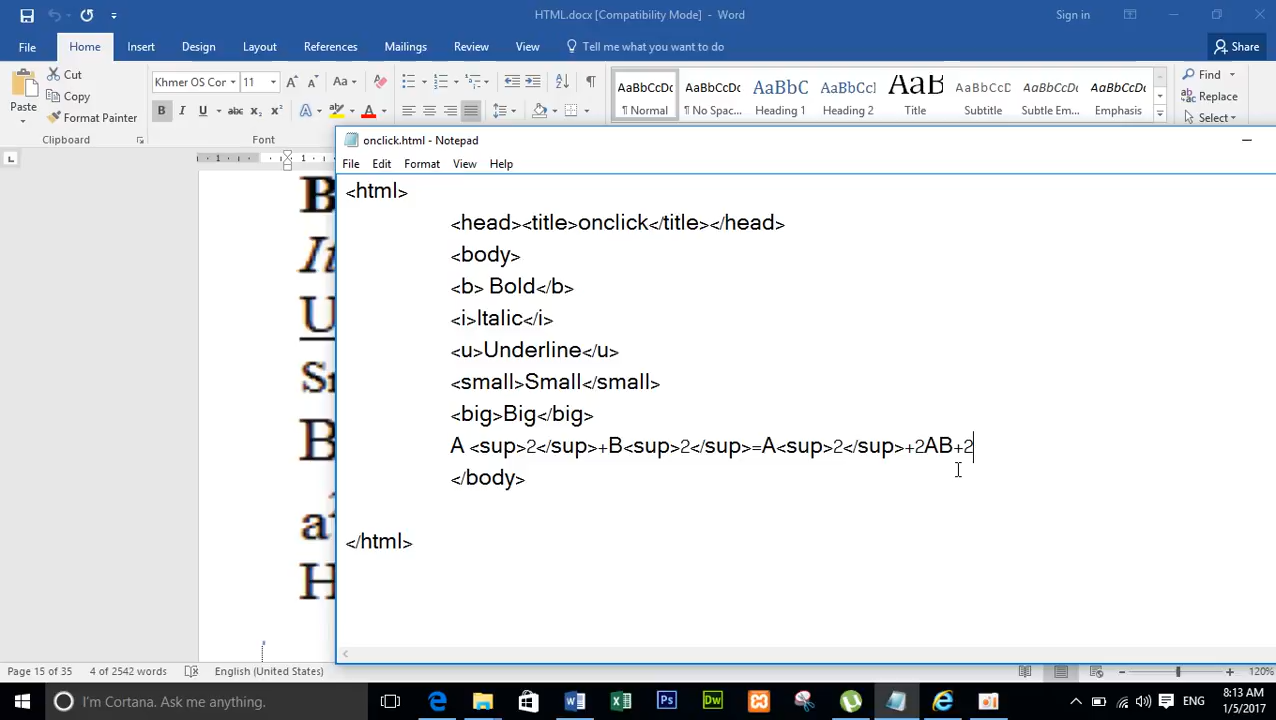 HTML.docx [Compatibility Mode] - Word
Sign in
File Home Insert Design Layout References Mailings Review View Tell me what you want to do Share
Paste
Cut
Copy
Format Painter
Clipboard
Khmer OS Cor 11
Font
AaBbCcDc AaBbCcDc AaBbC AaBbCcl AaB AaBbCcDc AaBbCcDc AaBbCcDc
¶ Normal ¶ No Spac... Heading 1 Heading 2 Title Subtitle Subtle Em... Emphasis
Find
Replace
Select
onclick.html - Notepad
File Edit Format View Help
<html>
<head><title>onclick</title></head>
<body>
<b> Bold</b>
<i>Italic</i>
<u>Underline</u>
<small>Small</small>
<big>Big</big>
A <sup>2</sup>+B<sup>2</sup>=A<sup>2</sup>+2AB+2
</body>
</html>
Page 15 of 35 4 of 2542 words English (United States) 120%
I'm Cortana. Ask me anything.
ENG
8:13 AM
1/5/2017